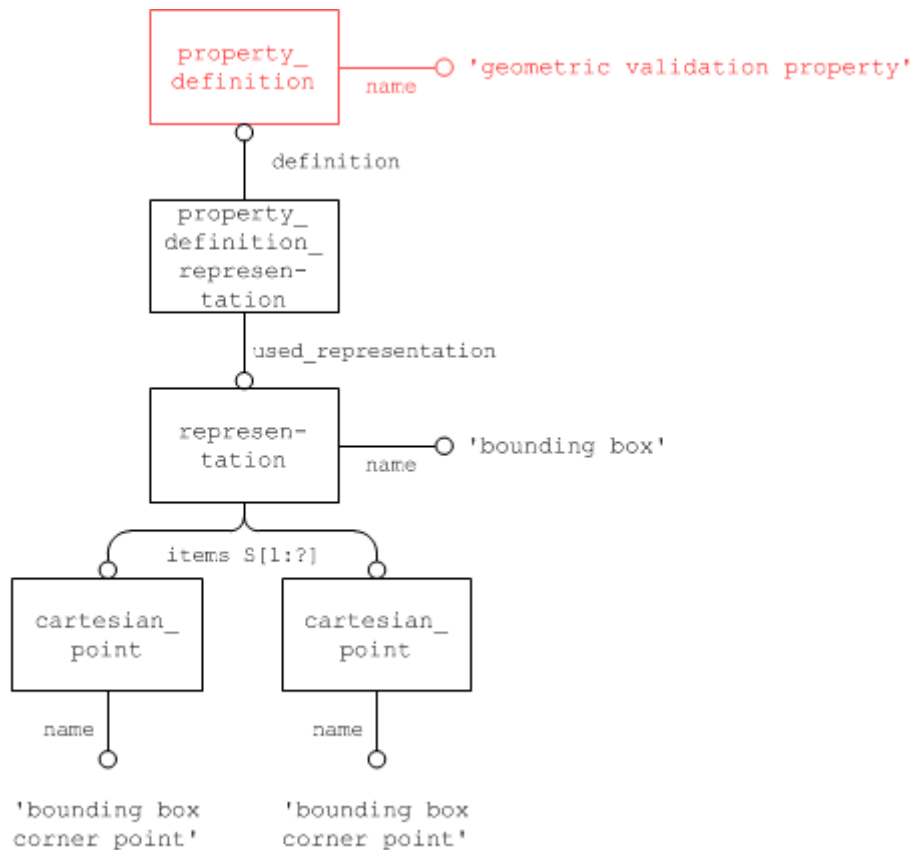 property_
definition
name
'geometric validation property'
definition
property_
definition_
represen-
tation
used_representation
represen-
tation
name
'bounding box'
items S[1:?]
cartesian_
point
cartesian_
point
name
name
'bounding box
corner point'
'bounding box
corner point'